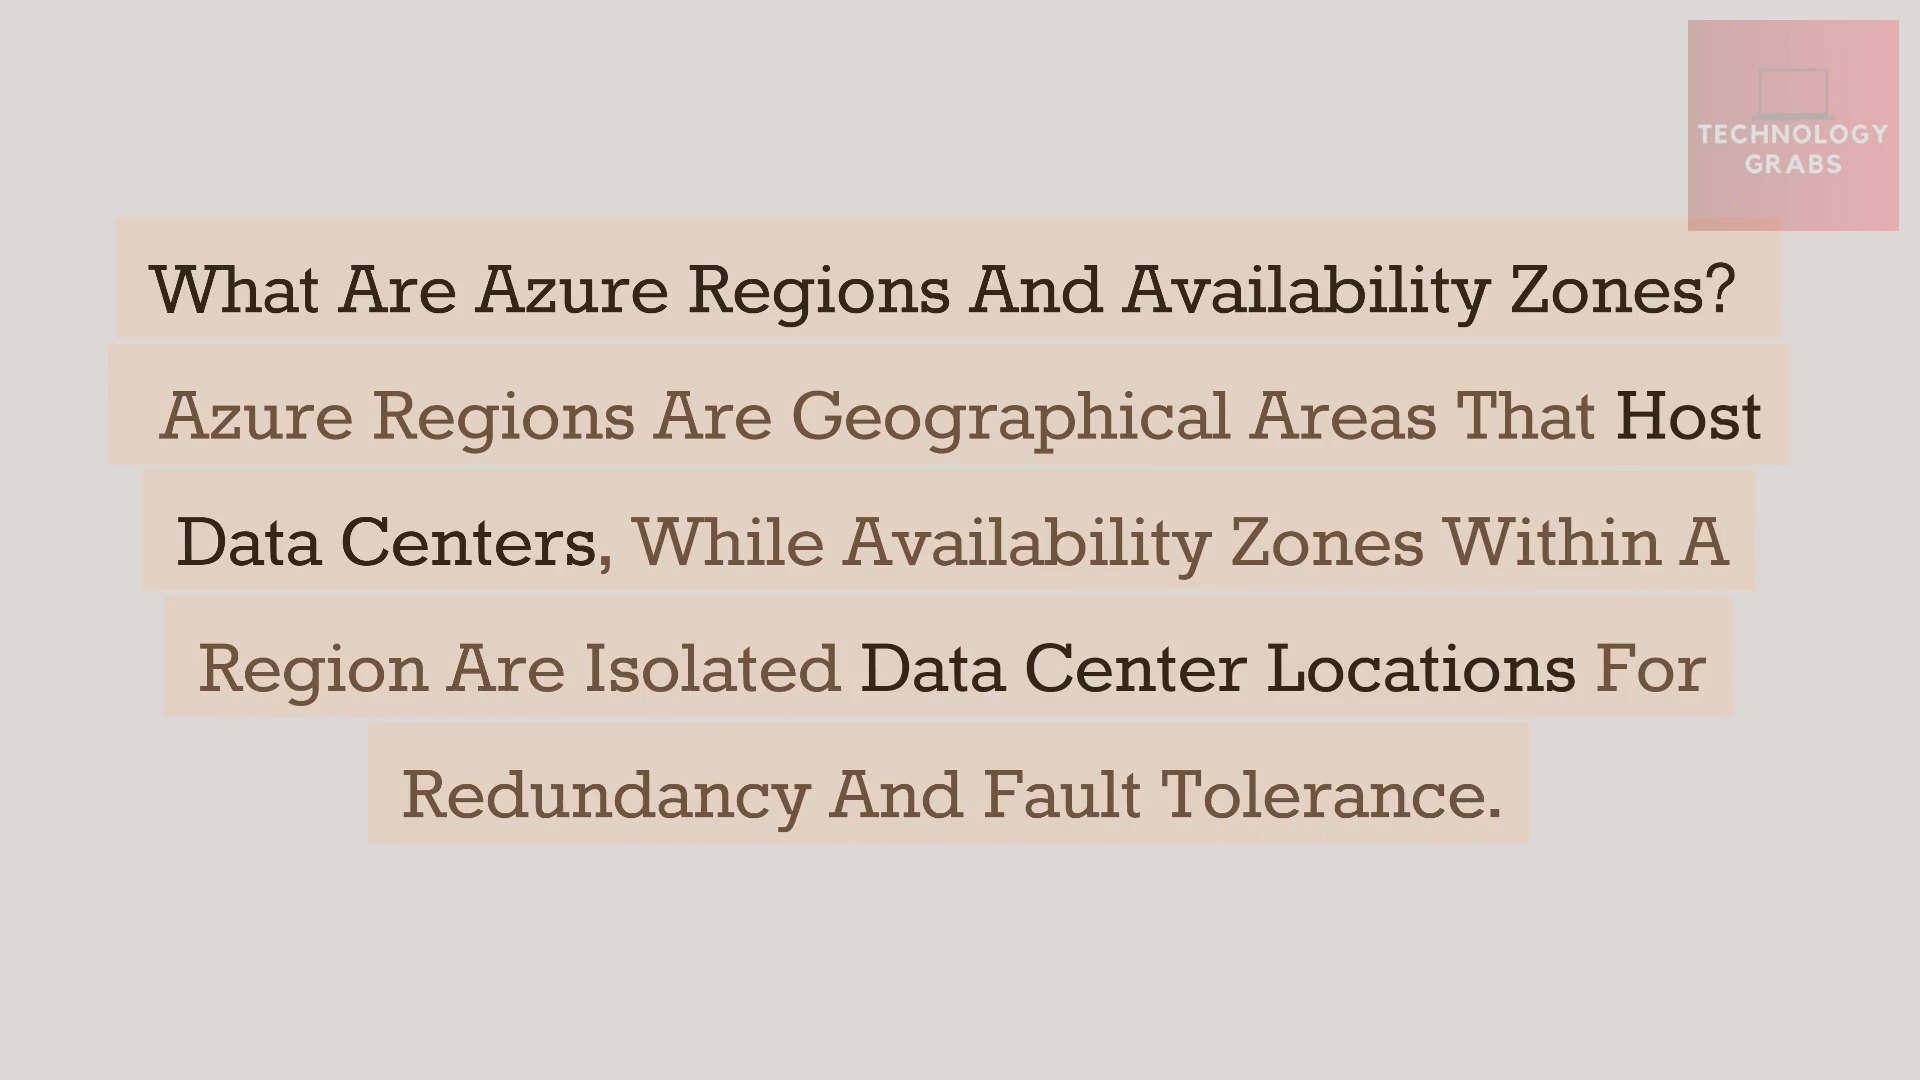 TECHNOLOGY
GRABS
What Are Azure Regions And Availability Zones?
Azure Regions Are Geographical Areas That Host
Data Centers, While Availability Zones Within A
Region Are Isolated Data Center Locations For
Redundancy And Fault Tolerance.